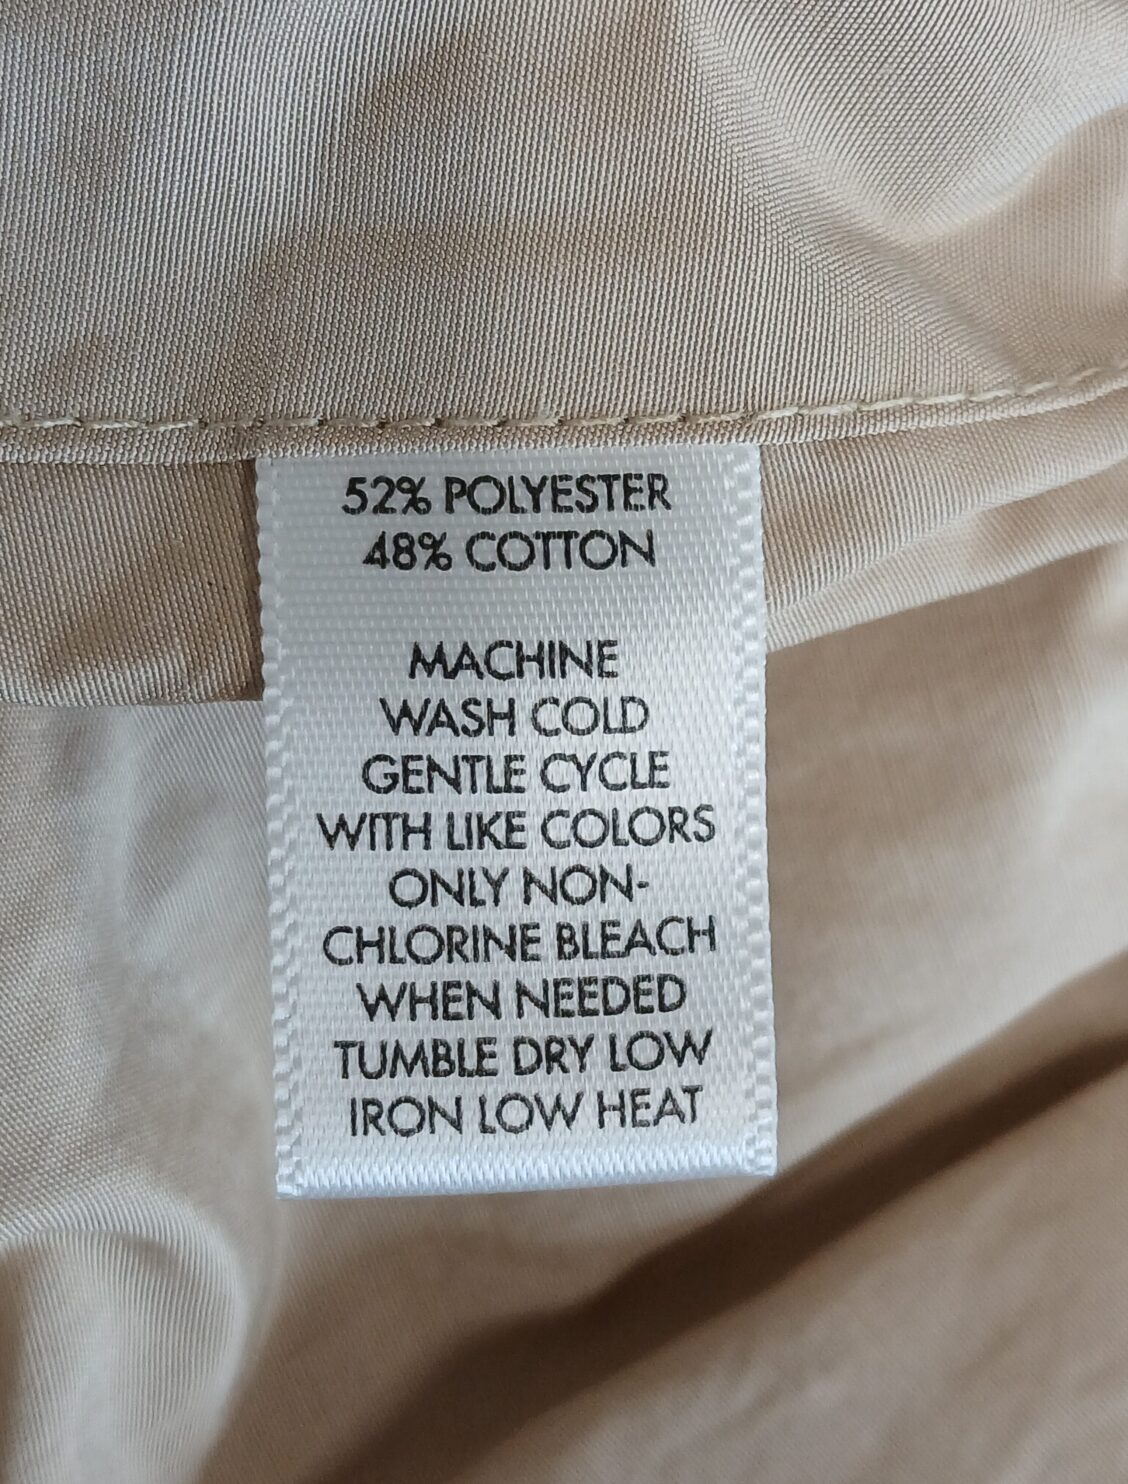 52% POLYESTER
48% COTTON
MACHINE
WASH COLD
GENTLE CYCLE
WITH LIKE COLORS
ONLY NON-
CHLORINE BLEACH
WHEN NEEDED
TUMBLE DRY LOW
IRON LOW HEAT